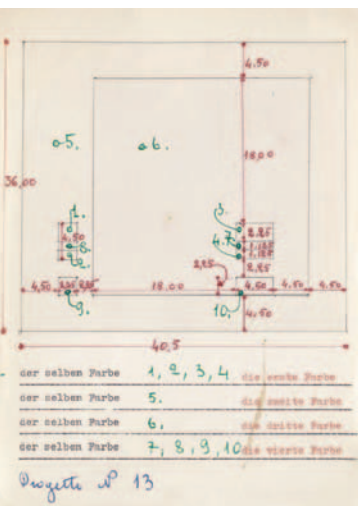 4.50
5. 6.
18,00
36,00
1. 3.
4,50 7. 2,25
8. 4. 1,125
2. 1,125
2,25 2,25
4,50 2,25 2,25 18.00 4,50 4,50 4,50
9. 10. 4.50
40,5
der selben Farbe 1, 2, 3, 4 die erste Farbe
der selben Farbe 5. die zweite Farbe
der selben Farbe 6, die dritte Farbe
der selben Farbe 7, 8, 9, 10 die vierte Farbe
Progetto N° 13